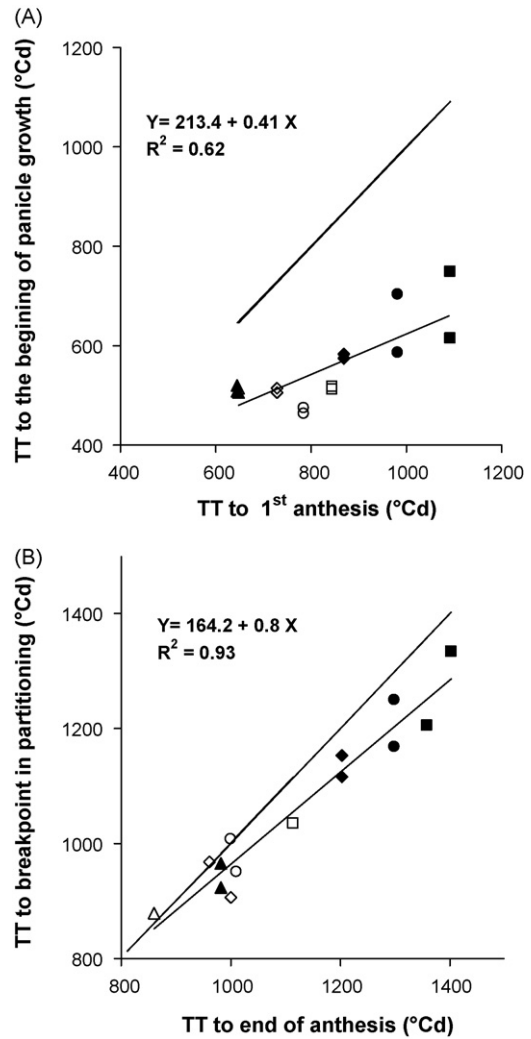 (A)
1200
1000
800
600
400
Y= 213.4 + 0.41 X
R² = 0.62
TT to the begining of panicle growth (°Cd)
400 600 800 1000 1200
TT to 1st anthesis (°Cd)
(B)
1400
1200
1000
800
Y= 164.2 + 0.8 X
R² = 0.93
TT to breakpoint in partitioning (°Cd)
800 1000 1200 1400
TT to end of anthesis (°Cd)